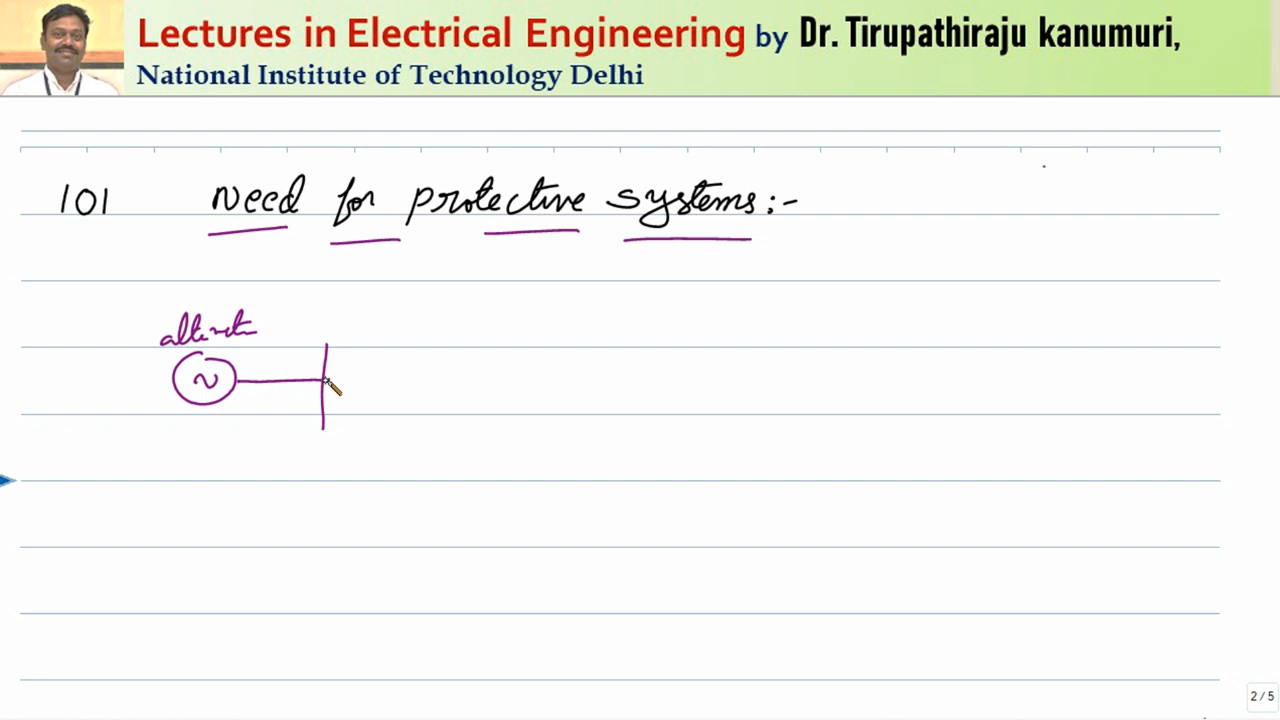 Lectures in Electrical Engineering by Dr. Tirupathiraju kanumuri,
National Institute of Technology Delhi
101 Need for protective systems:-
~
2/5